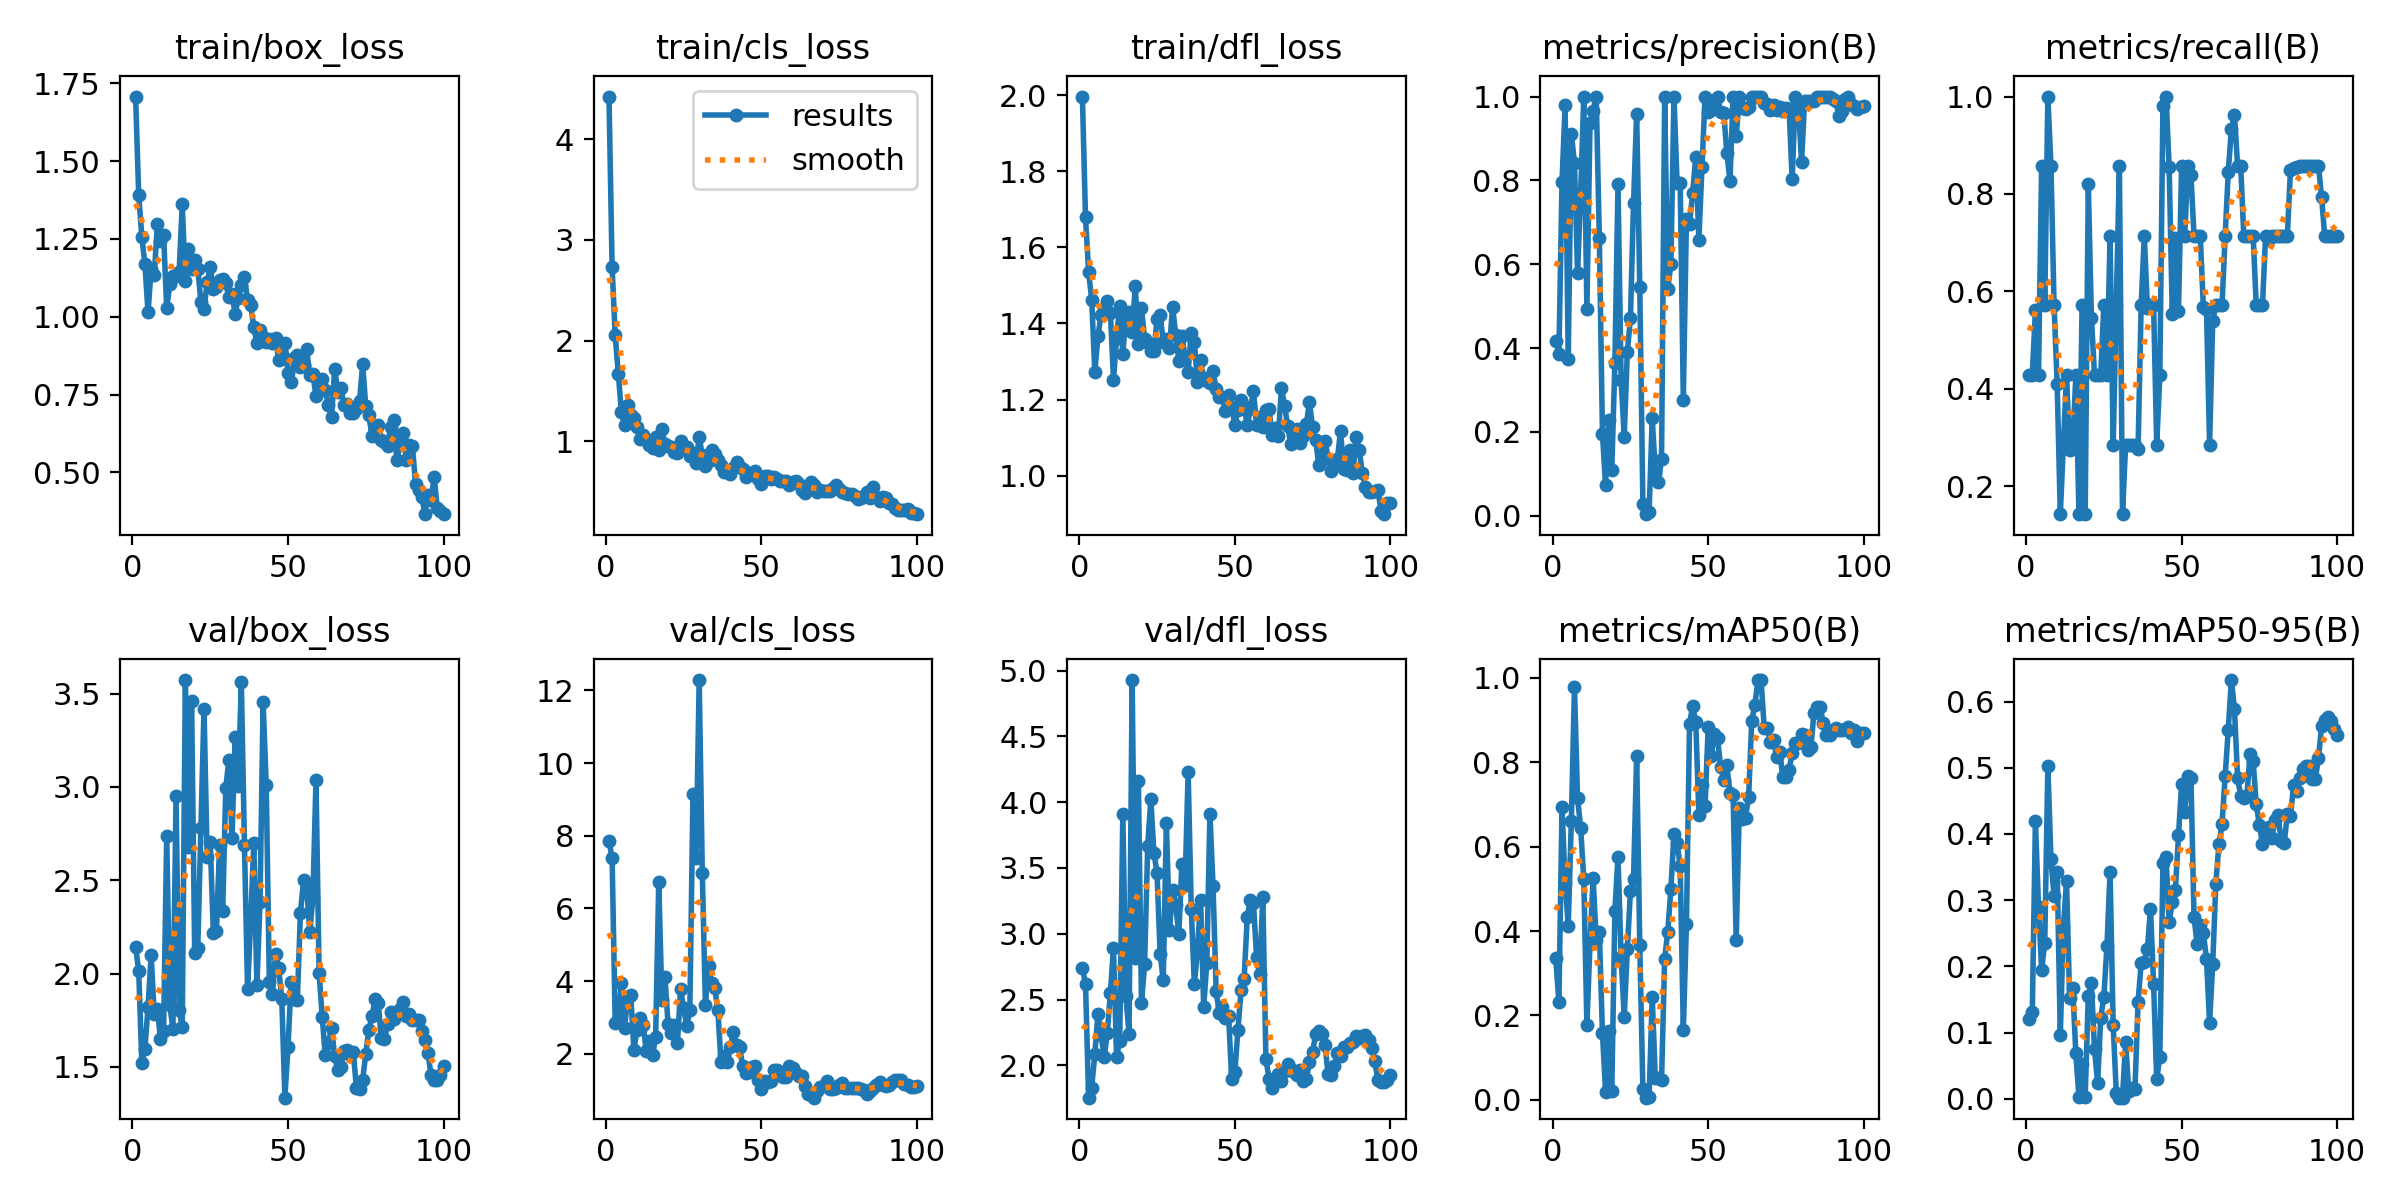 train/box_loss
train/cls_loss
train/dfl_loss
metrics/precision(B)
metrics/recall(B)
1.75
1.50
1.25
1.00
0.75
0.50
0 50 100
results
smooth
4
3
2
1
0 50 100
2.0
1.8
1.6
1.4
1.2
1.0
0 50 100
1.0
0.8
0.6
0.4
0.2
0.0
0 50 100
1.0
0.8
0.6
0.4
0.2
0 50 100
val/box_loss
val/cls_loss
val/dfl_loss
metrics/mAP50(B)
metrics/mAP50-95(B)
3.5
3.0
2.5
2.0
1.5
0 50 100
12
10
8
6
4
2
0 50 100
5.0
4.5
4.0
3.5
3.0
2.5
2.0
0 50 100
1.0
0.8
0.6
0.4
0.2
0.0
0 50 100
0.6
0.5
0.4
0.3
0.2
0.1
0.0
0 50 100